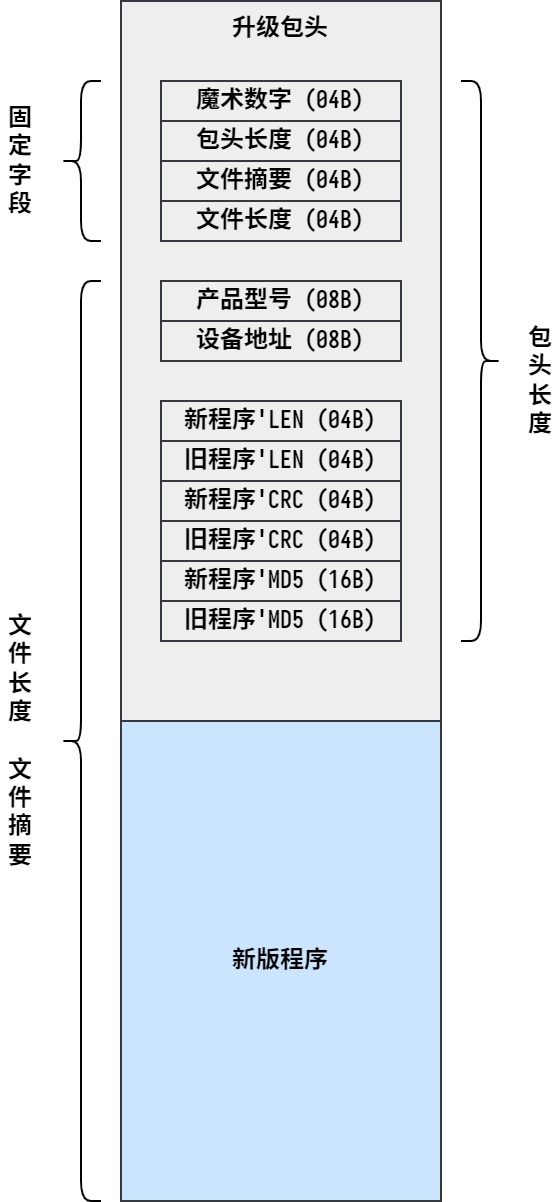 升级包头
固定字段
魔术数字 (04B)
包头长度 (04B)
文件摘要 (04B)
文件长度 (04B)
产品型号 (08B)
设备地址 (08B)
包头长度
新程序'LEN (04B)
旧程序'LEN (04B)
新程序'CRC (04B)
旧程序'CRC (04B)
新程序'MD5 (16B)
旧程序'MD5 (16B)
文件长度 文件摘要
新版程序